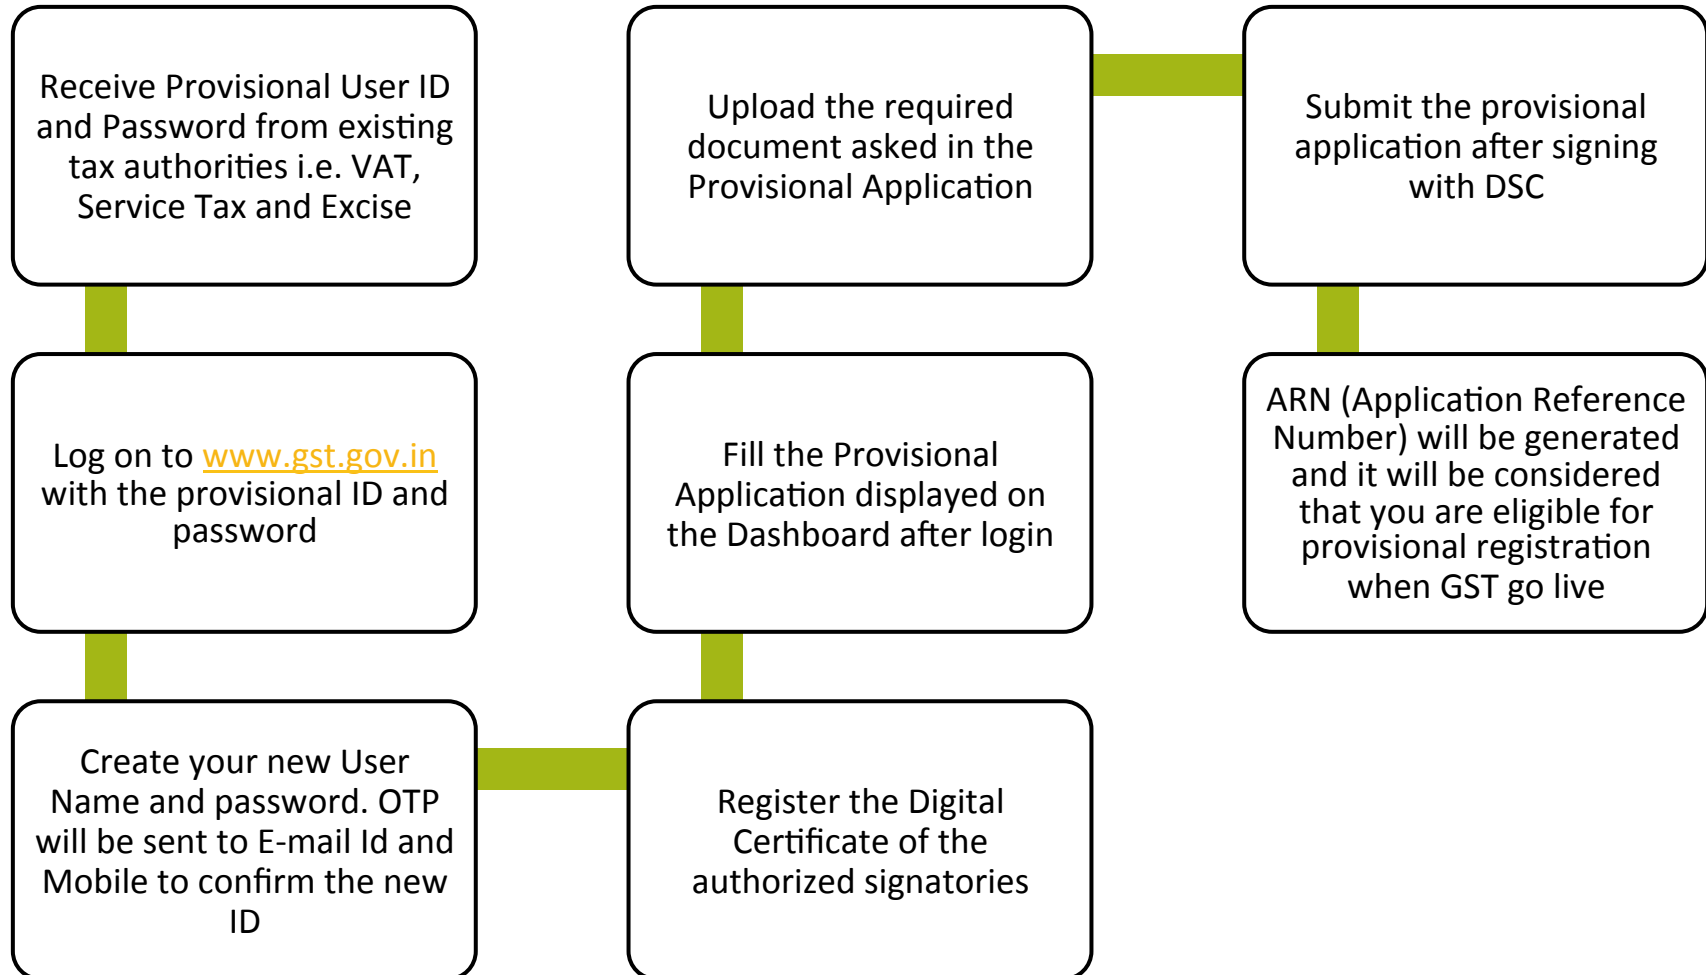 Receive Provisional User ID
and Password from existing
tax authorities i.e. VAT,
Service Tax and Excise
Log on to www.gst.gov.in
with the provisional ID and
password
Create your new User
Name and password. OTP
will be sent to E-mail Id and
Mobile to confirm the new
ID
Register the Digital
Certificate of the
authorized signatories
Fill the Provisional
Application displayed on
the Dashboard after login
Upload the required
document asked in the
Provisional Application
Submit the provisional
application after signing
with DSC
ARN (Application Reference
Number) will be generated
and it will be considered
that you are eligible for
provisional registration
when GST go live